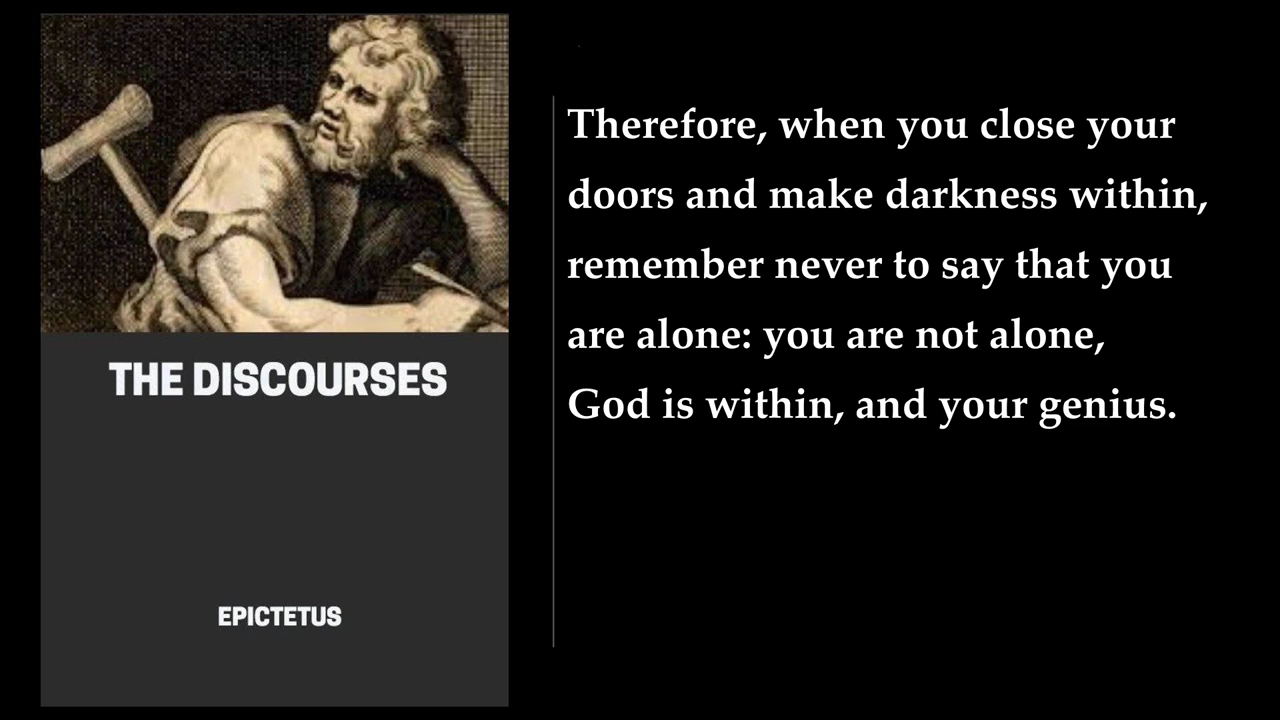 THE DISCOURSES
EPICTETUS
Therefore, when you close your
doors and make darkness within,
remember never to say that you
are alone: you are not alone,
God is within, and your genius.